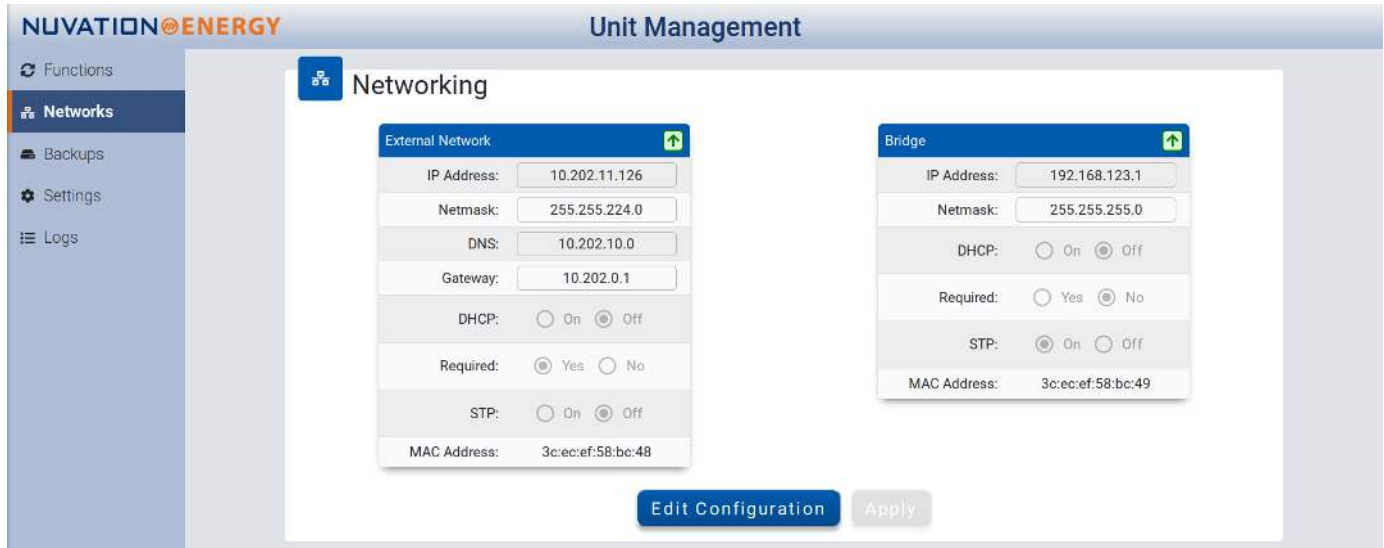 NUVATION ENERGY
Unit Management
Functions
Networks
Backups
Settings
Logs
Networking
External Network
IP Address: 10.202.11.126
Netmask: 255.255.224.0
DNS: 10.202.10.0
Gateway: 10.202.0.1
DHCP: On Off
Required: Yes No
STP: On Off
MAC Address: 3c:ec:ef:58:bc:48
Bridge
IP Address: 192.168.123.1
Netmask: 255.255.255.0
DHCP: On Off
Required: Yes No
STP: On Off
MAC Address: 3c:ec:ef:58:bc:49
Edit Configuration
Apply